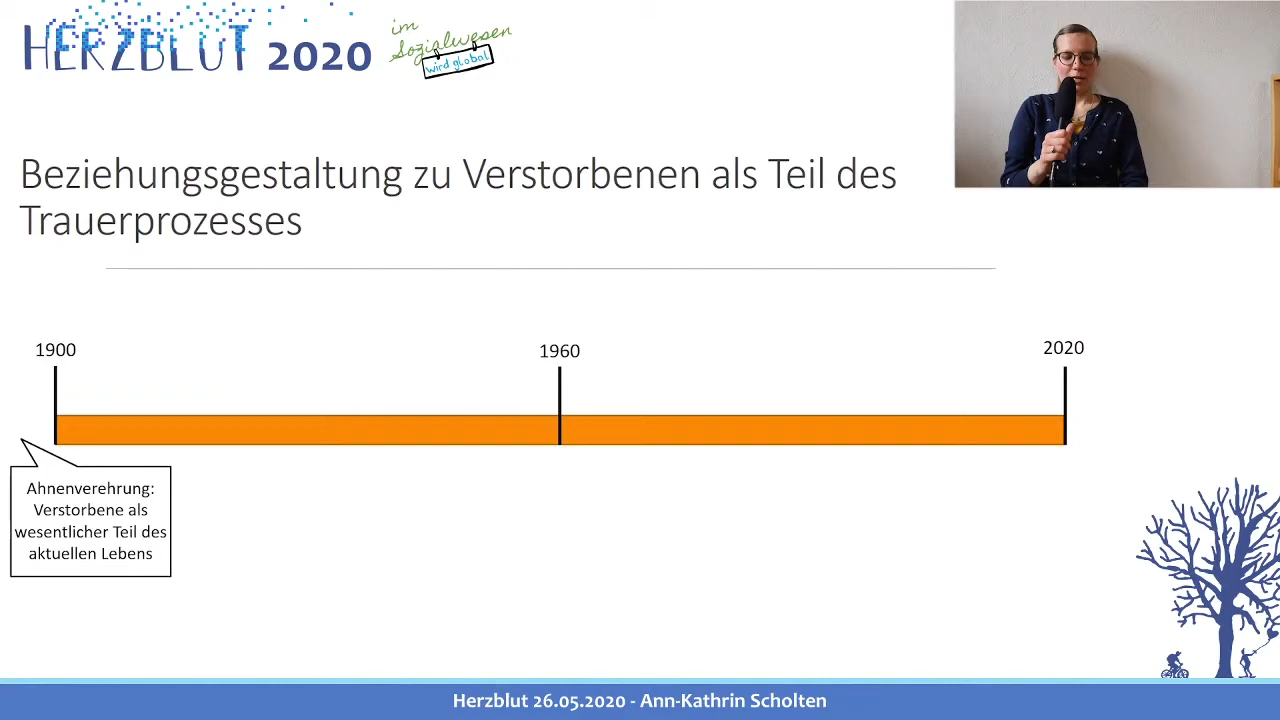 HERZBLUT 2020
im
Sozialwesen
wird global
Beziehungsgestaltung zu Verstorbenen als Teil des
Trauerprozesses
1900
1960
2020
Ahnenverehrung:
Verstorbene als
wesentlicher Teil des
aktuellen Lebens
Herzblut 26.05.2020 - Ann-Kathrin Scholten